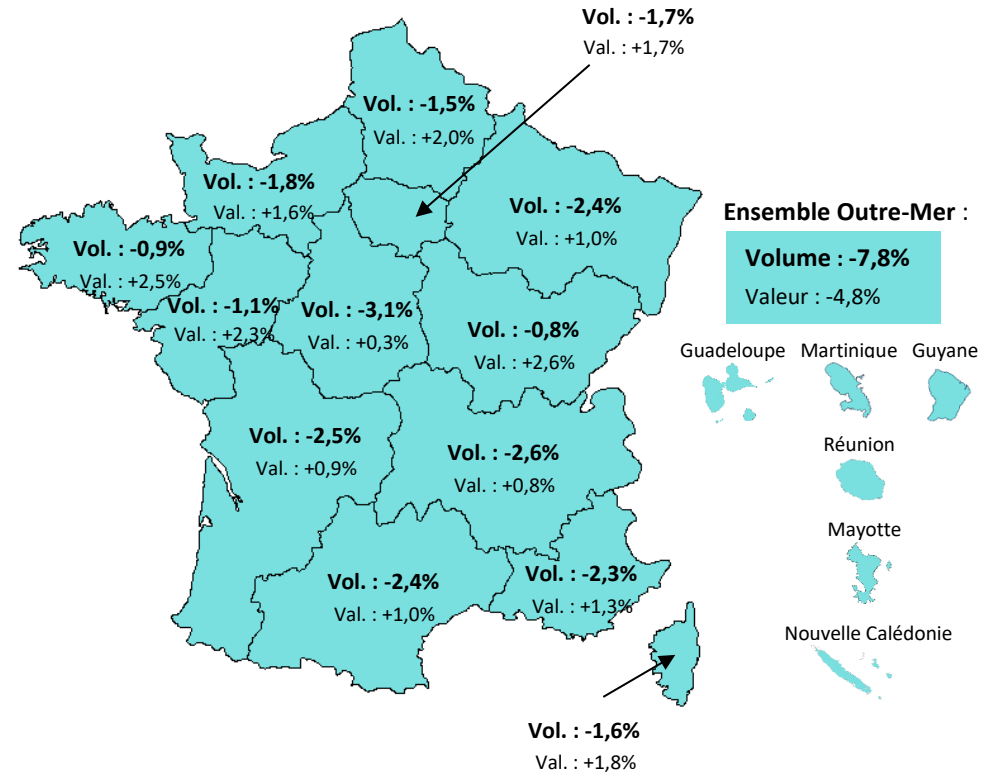 Vol. : -1,7%
Val. : +1,7%
Vol. : -1,5%
Val. : +2,0%
Vol. : -1,8%
Val. : +1,6%
Vol. : -2,4%
Val. : +1,0%
Vol. : -0,9%
Val. : +2,5%
Vol. : -1,1%
Val. : +2,3%
Vol. : -3,1%
Val. : +0,3%
Vol. : -0,8%
Val. : +2,6%
Vol. : -2,5%
Val. : +0,9%
Vol. : -2,6%
Val. : +0,8%
Vol. : -2,4%
Val. : +1,0%
Vol. : -2,3%
Val. : +1,3%
Vol. : -1,6%
Val. : +1,8%
Ensemble Outre-Mer :
Volume : -7,8%
Valeur : -4,8%
Guadeloupe Martinique Guyane
Réunion
Mayotte
Nouvelle Calédonie